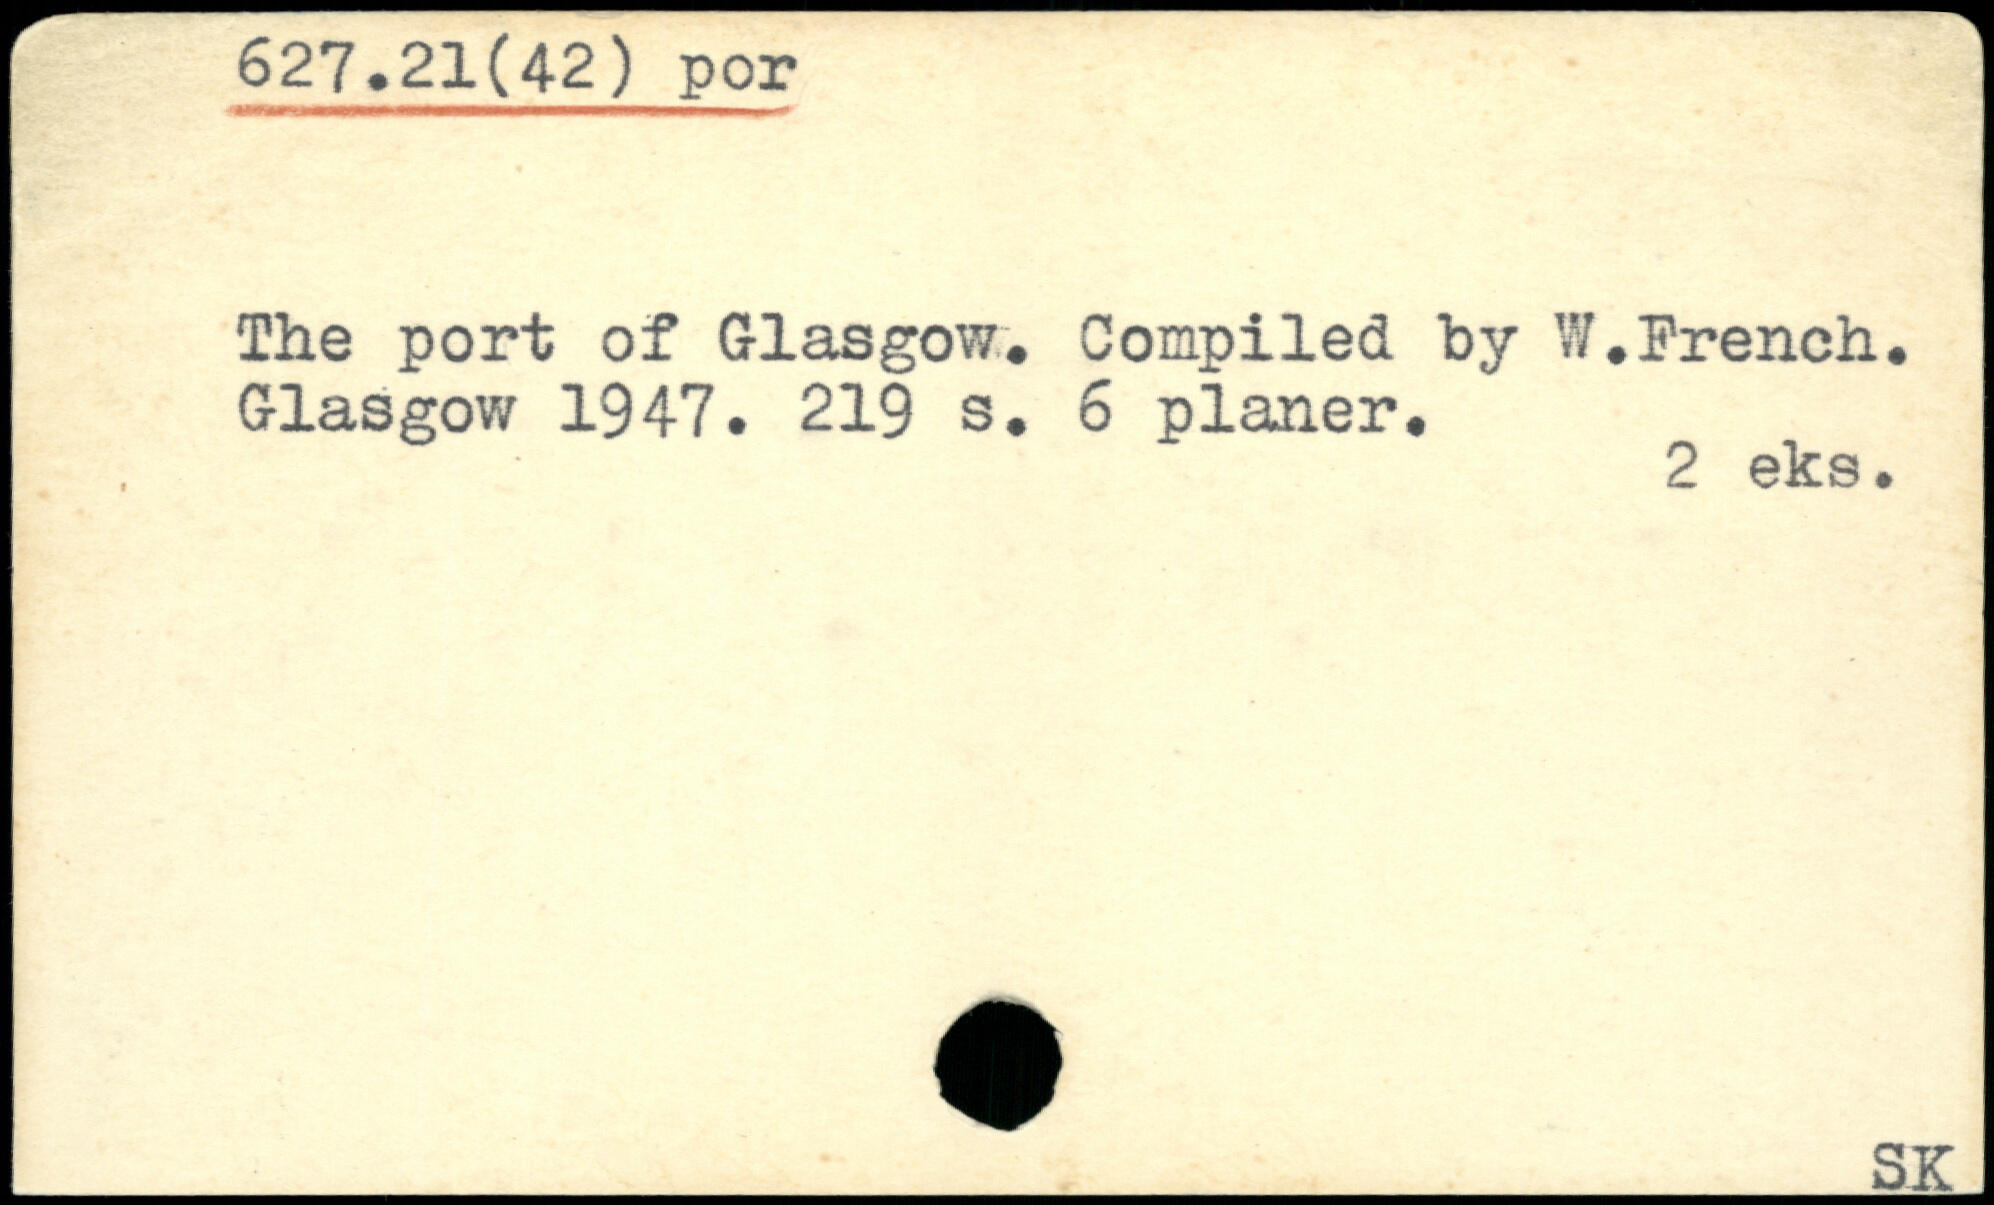 627.21(42) por
The port of Glasgow. Compiled by W.French.
Glasgow 1947. 219 s. 6 planer.
2 eks.
SK